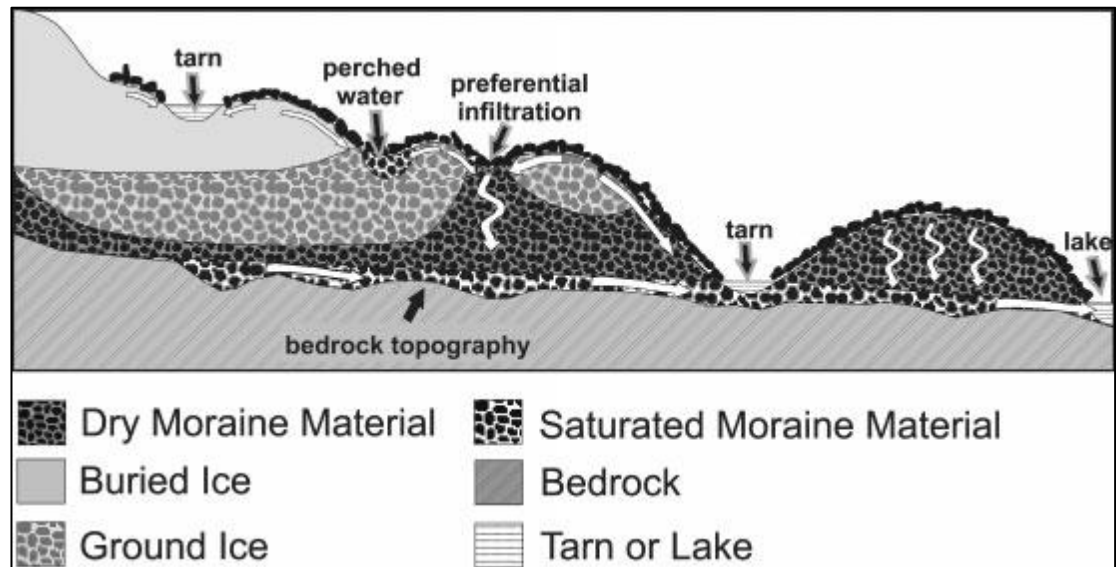 tarn
perched
water
preferential
infiltration
tarn
lake
bedrock topography
Dry Moraine Material
Saturated Moraine Material
Buried Ice
Bedrock
Ground Ice
Tarn or Lake